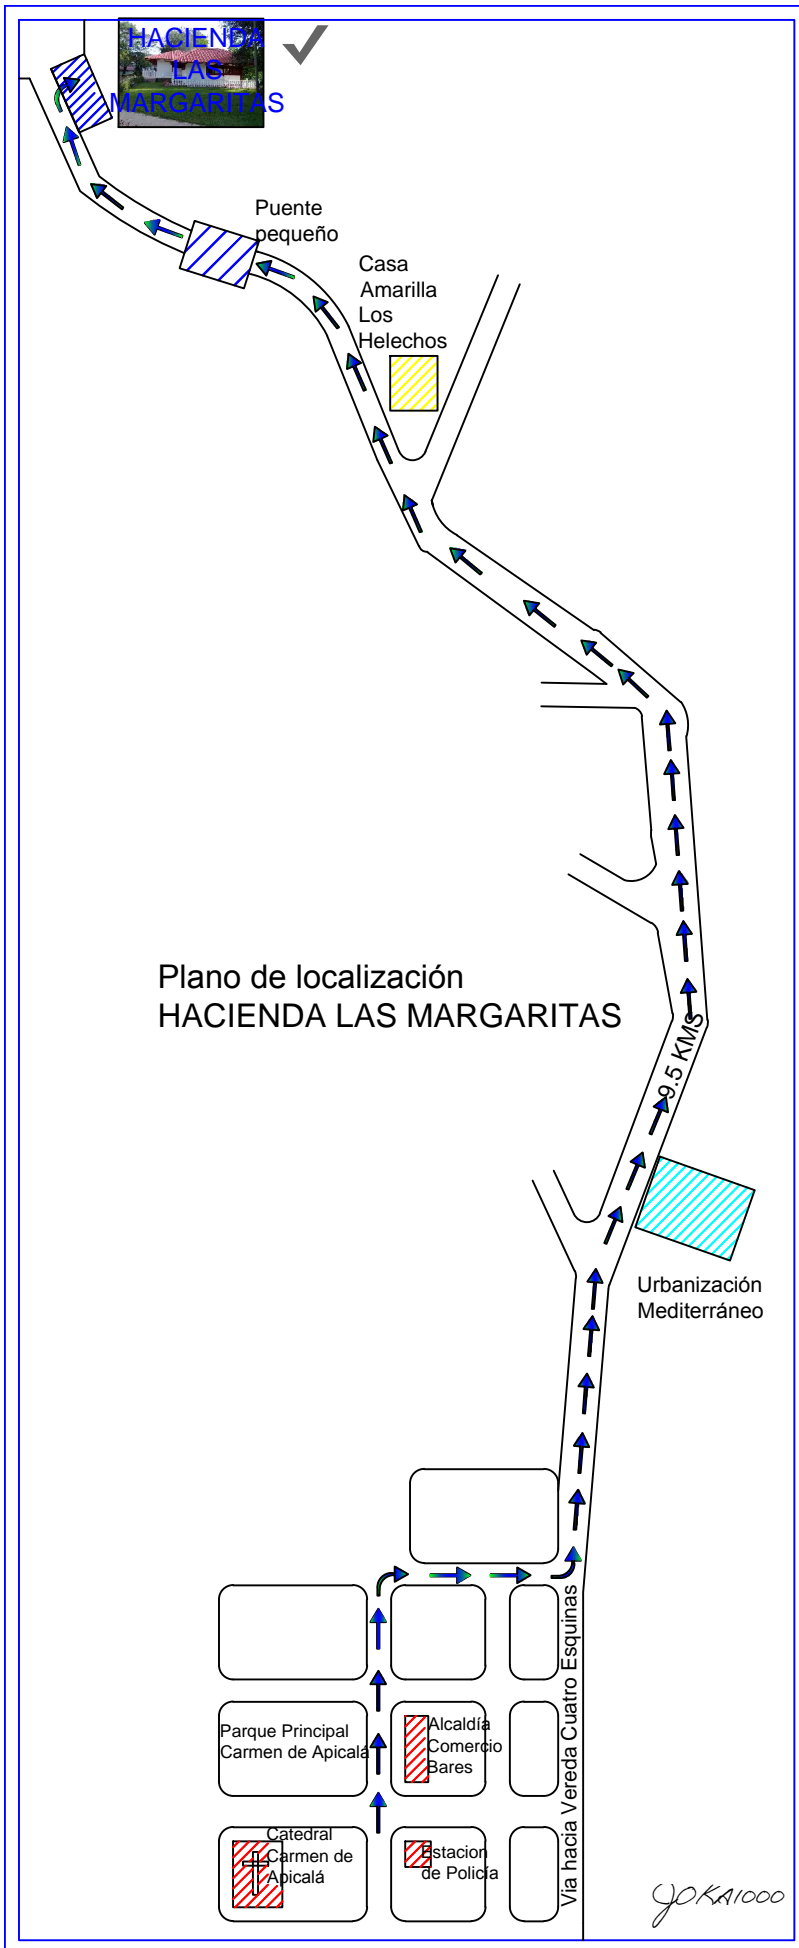 HACIENDA
LAS
MARGARITAS
Puente
pequeño
Casa
Amarilla
Los
Helechos
Plano de localización
HACIENDA LAS MARGARITAS
9.5 KMS
Urbanización
Mediterráneo
Via hacia Vereda Cuatro Esquinas
Parque Principal
Carmen de Apicalá
Alcaldía
Comercio
Bares
Catedral
Carmen de
Apicalá
Estacion
de Policía
JOKA1000